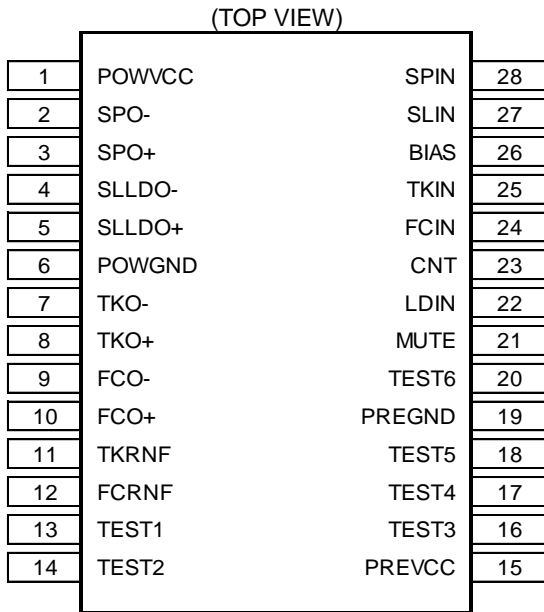 (TOP VIEW)
1 POWVCC SPIN 28
2 SPO- SLIN 27
3 SPO+ BIAS 26
4 SLLDO- TKIN 25
5 SLLDO+ FCIN 24
6 POWGND CNT 23
7 TKO- LDIN 22
8 TKO+ MUTE 21
9 FCO- TEST6 20
10 FCO+ PREGND 19
11 TKRNF TEST5 18
12 FCRNF TEST4 17
13 TEST1 TEST3 16
14 TEST2 PREVCC 15